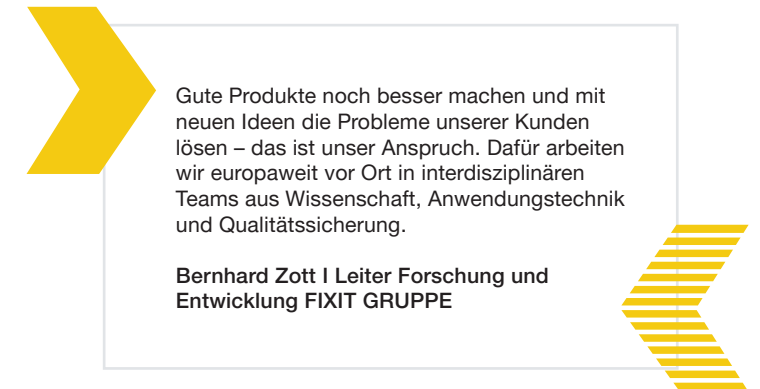 Gute Produkte noch besser machen und mit
neuen Ideen die Probleme unserer Kunden
lösen – das ist unser Anspruch. Dafür arbeiten
wir europaweit vor Ort in interdisziplinären
Teams aus Wissenschaft, Anwendungstechnik
und Qualitätssicherung.
Bernhard Zott I Leiter Forschung und
Entwicklung FIXIT GRUPPE